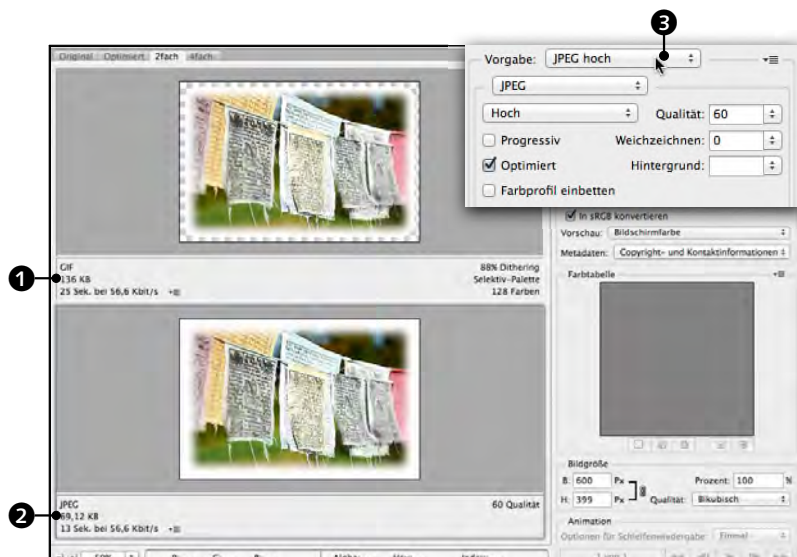 3
Original Optimiert 2fach 4fach
Vorgabe: JPEG hoch
JPEG
Hoch Qualität: 60
Progressiv Weichzeichnen: 0
Optimiert Hintergrund:
Farbprofil einbetten
In sRGB konvertieren
Vorschau: Bildschirmfarbe
Metadaten: Copyright- und Kontaktinformationen
Farbtabelle
1
GIF 88% Dithering
136 KB Selektiv-Palette
25 Sek. bei 56,6 Kbit/s 128 Farben
Bildgröße
B: 600 Px Prozent: 100 %
H: 399 Px Qualität: Bikubisch
2
JPEG 60 Qualität
69,12 KB
13 Sek. bei 56,6 Kbit/s
Animation
Optionen für Schleifenwiedergabe: Einmal